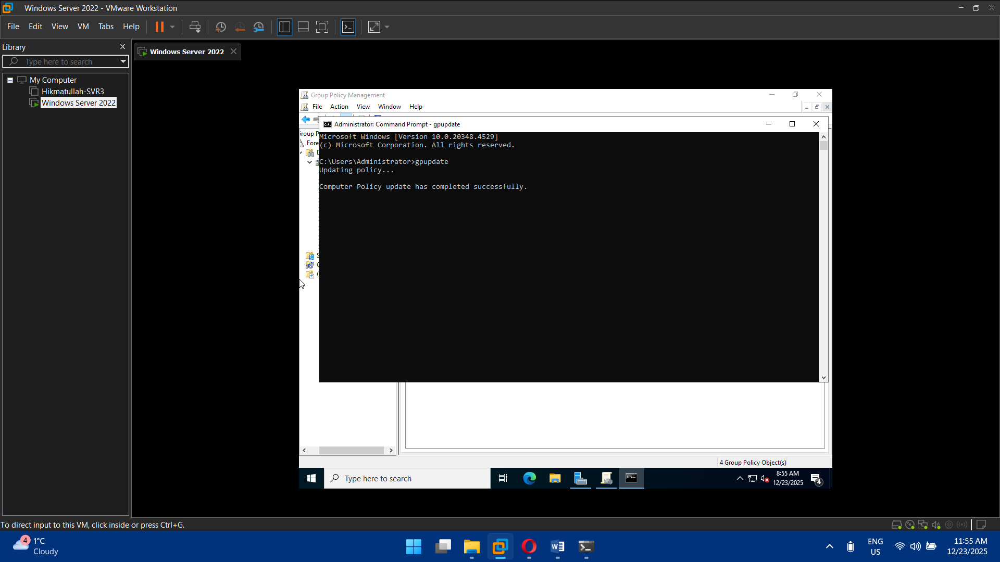 Windows Server 2022 - VMware Workstation
File Edit View VM Tabs Help
Library
Type here to search
My Computer
Hikmatullah-SVR3
Windows Server 2022
Windows Server 2022
Group Policy Management
File Action View Window Help
Administrator: Command Prompt - gpupdate
Microsoft Windows [Version 10.0.20348.4529]
(c) Microsoft Corporation. All rights reserved.
C:\Users\Administrator>gpupdate
Updating policy...
Computer Policy update has completed successfully.
4 Group Policy Object(s)
Type here to search
8:55 AM
12/23/2025
4
To direct input to this VM, click inside or press Ctrl+G.
4
1°C
Cloudy
ENG
US
11:55 AM
12/23/2025